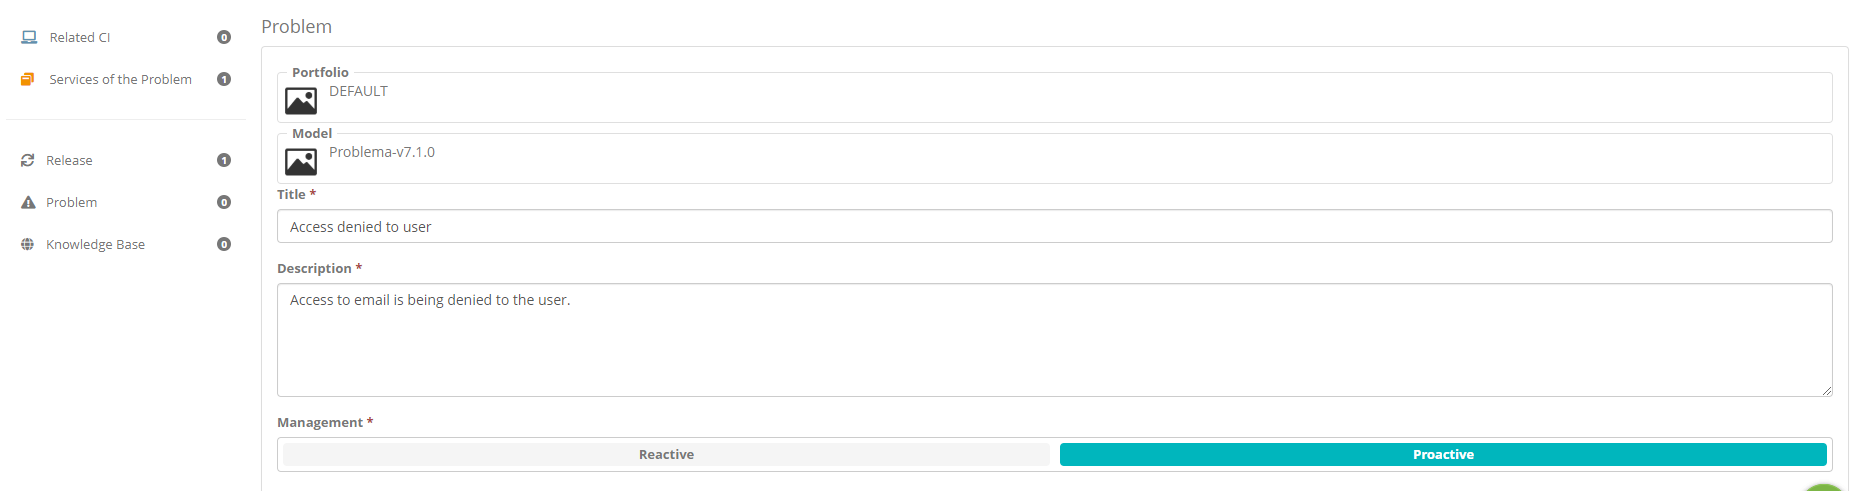 Related CI 0
Services of the Problem 1
Release 1
Problem 0
Knowledge Base 0
Problem
Portfolio
DEFAULT
Model
Problema-v7.1.0
Title *
Access denied to user
Description *
Access to email is being denied to the user.
Management *
Reactive Proactive